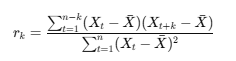 $r_k = \frac{\sum_{t=1}^{n-k}(X_t - \bar{X})(X_{t+k} - \bar{X})}{\sum_{t=1}^{n}(X_t - \bar{X})^2}$